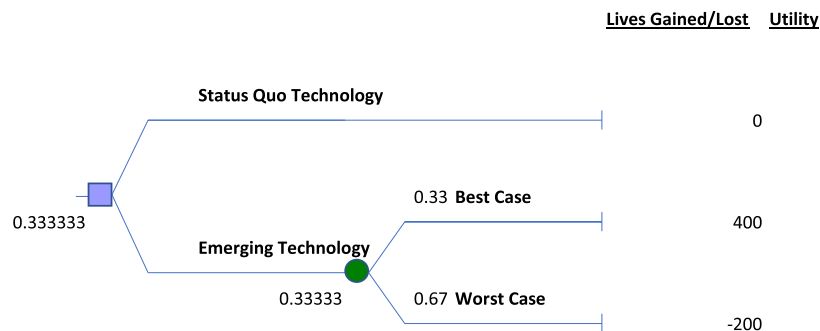 Lives Gained/Lost Utility
Status Quo Technology
0
0.33 Best Case
0.333333
400
Emerging Technology
0.33333
0.67 Worst Case
-200